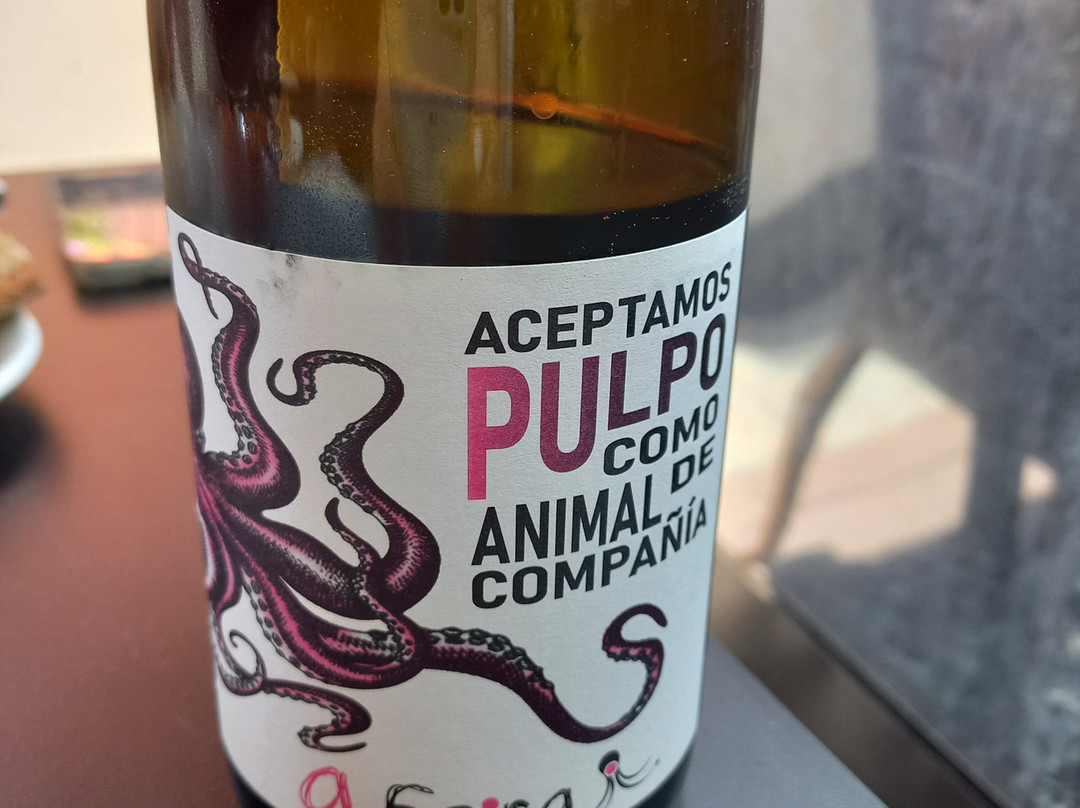 ACEPTAMOS
PULPO
COMO
ANIMAL DE
COMPAÑÍA